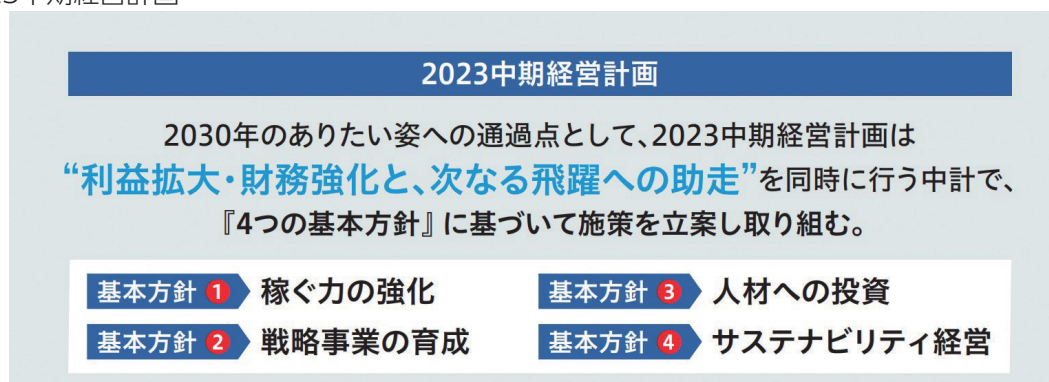 2023中期経営計画
2030年のありたい姿への通過点として、2023中期経営計画は
“利益拡大・財務強化と、次なる飛躍への助走”を同時に行う中計で、
『4つの基本方針』に基づいて施策を立案し取り組む。
基本方針 1 稼ぐ力の強化
基本方針 3 人材への投資
基本方針 2 戦略事業の育成
基本方針 4 サステナビリティ経営